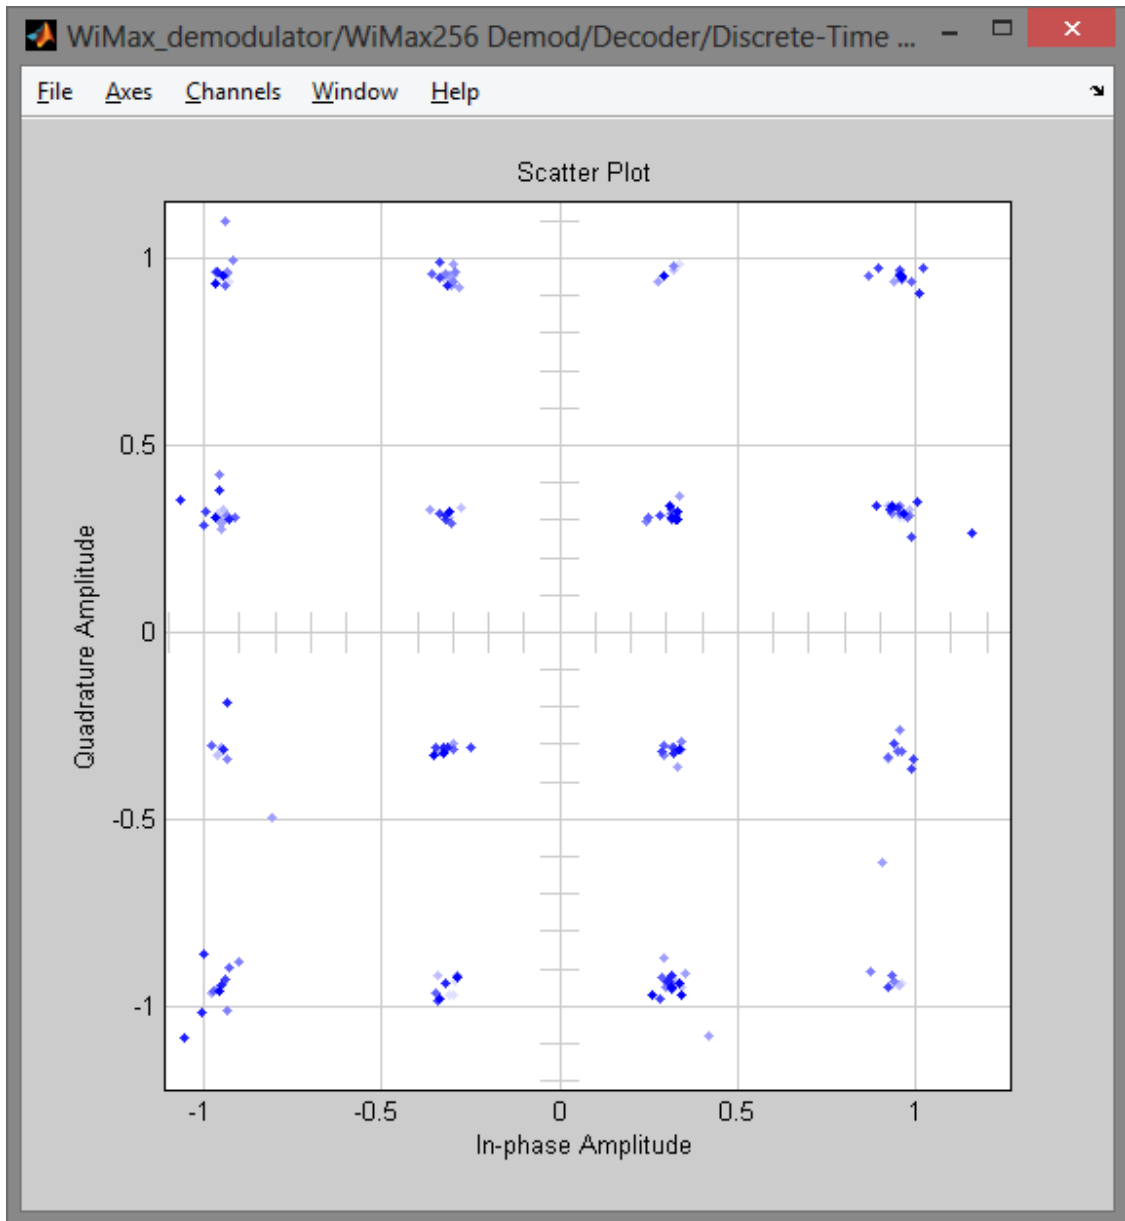 WiMax_demodulator/WiMax256 Demod/Decoder/Discrete-Time ...
File Axes Channels Window Help
Scatter Plot
1
0.5
0
-0.5
-1
Quadrature Amplitude
-1 -0.5 0 0.5 1
In-phase Amplitude